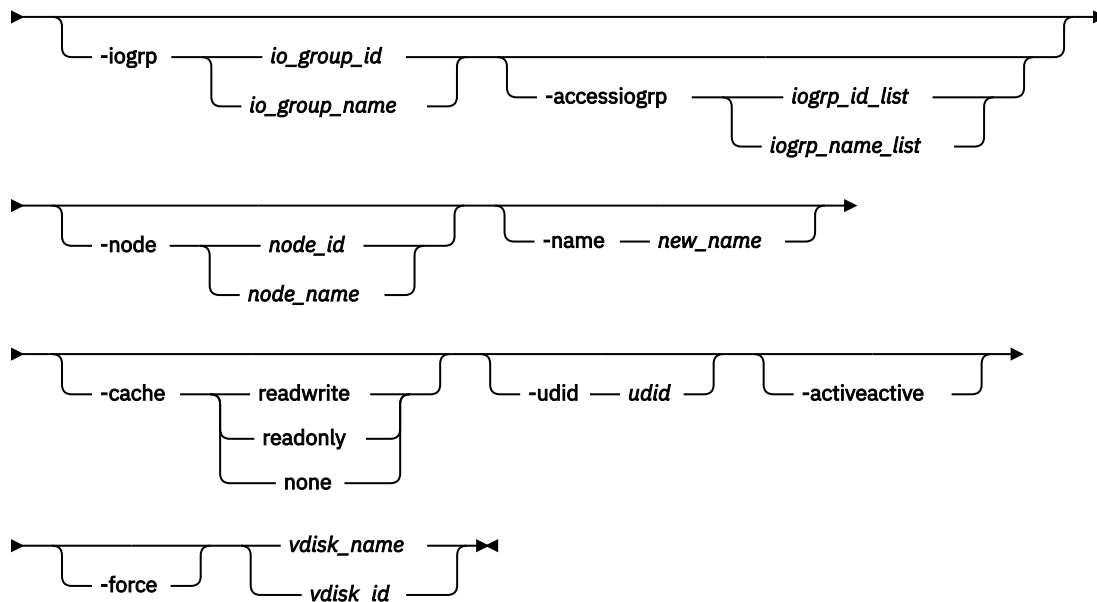 -iogrp io_group_id
io_group_name
-accessiogrp iogrp_id_list
iogrp_name_list
-node node_id
node_name
-name new_name
-cache readwrite
readonly
none
-udid udid
-activeactive
-force
vdisk_name
vdisk_id